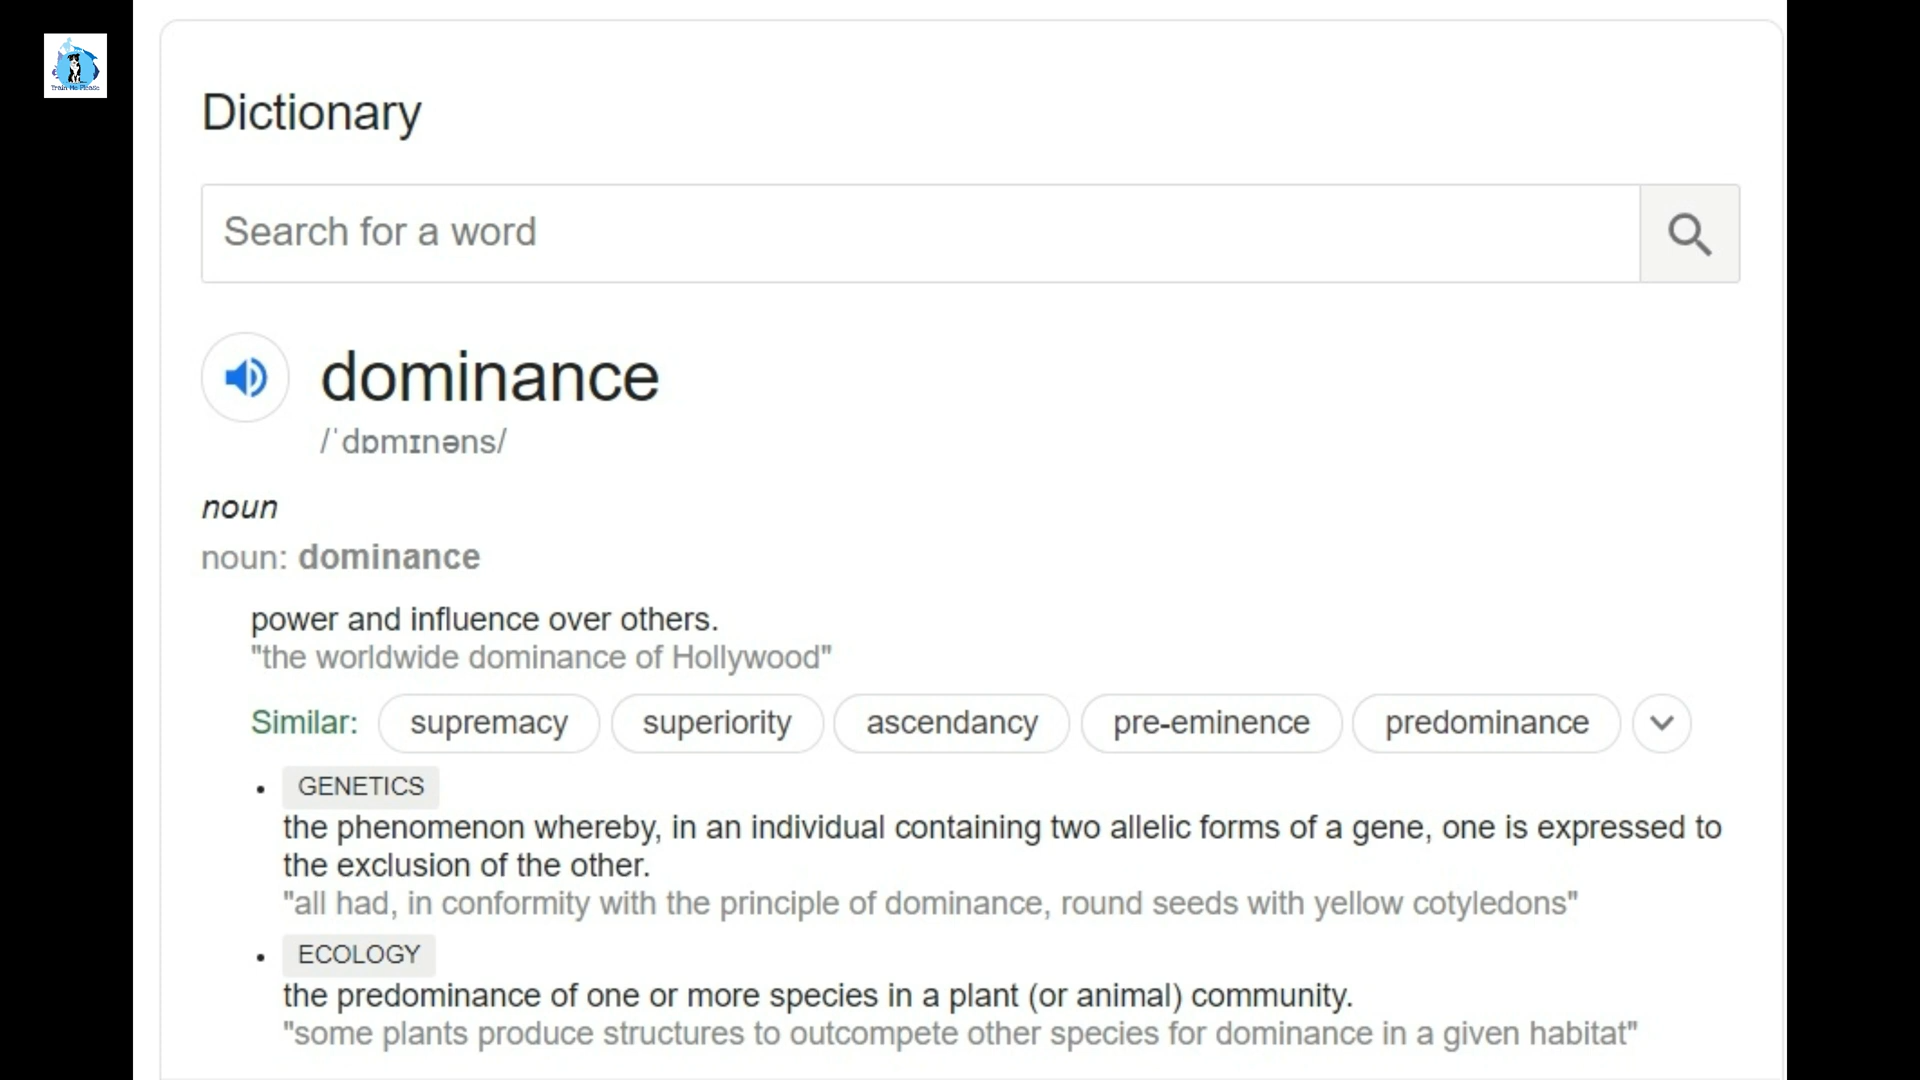 Train Me Please
Dictionary
Search for a word
dominance
/ˈdɒmɪnəns/
noun
noun: dominance
power and influence over others.
"the worldwide dominance of Hollywood"
Similar: supremacy superiority ascendancy pre-eminence predominance
• GENETICS
the phenomenon whereby, in an individual containing two allelic forms of a gene, one is expressed to
the exclusion of the other.
"all had, in conformity with the principle of dominance, round seeds with yellow cotyledons"
• ECOLOGY
the predominance of one or more species in a plant (or animal) community.
"some plants produce structures to outcompete other species for dominance in a given habitat"